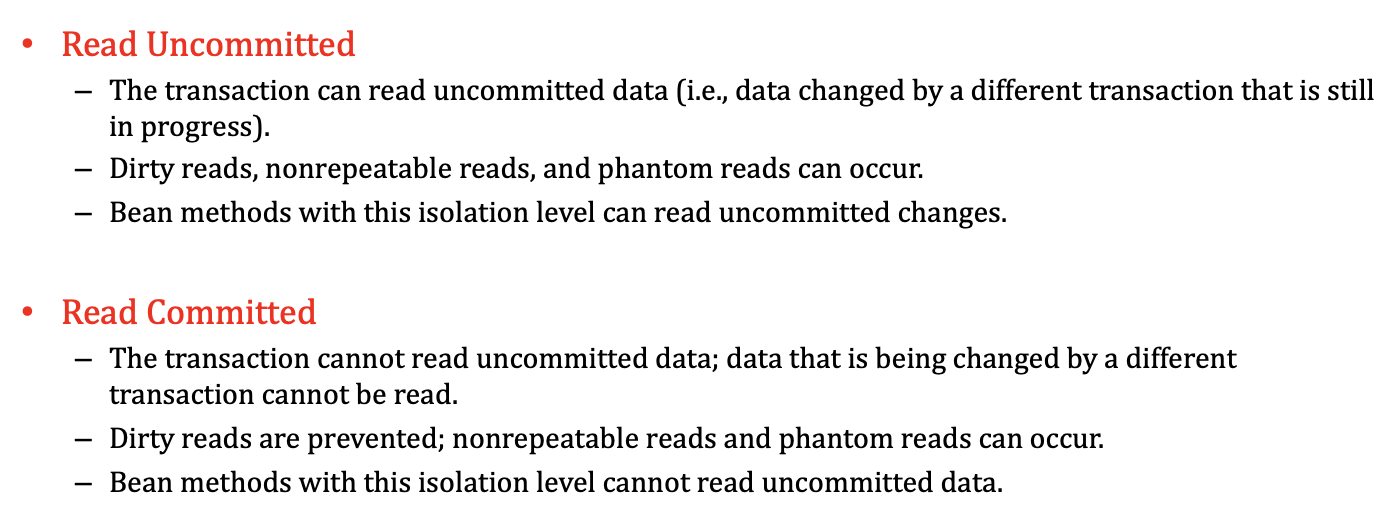 • Read Uncommitted
– The transaction can read uncommitted data (i.e., data changed by a different transaction that is still
in progress).
– Dirty reads, nonrepeatable reads, and phantom reads can occur.
– Bean methods with this isolation level can read uncommitted changes.
• Read Committed
– The transaction cannot read uncommitted data; data that is being changed by a different
transaction cannot be read.
– Dirty reads are prevented; nonrepeatable reads and phantom reads can occur.
– Bean methods with this isolation level cannot read uncommitted data.